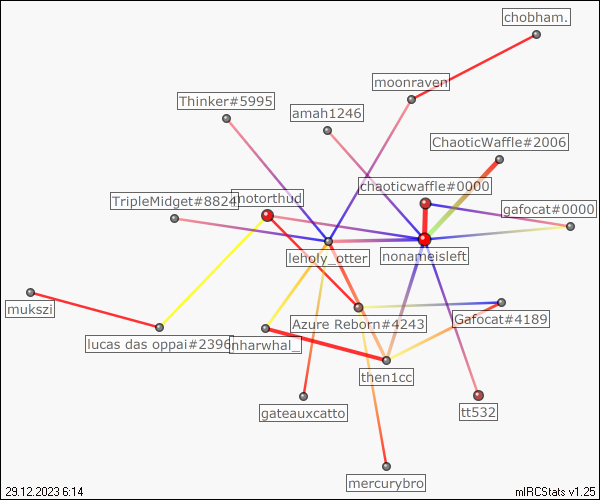 chobham.
moonraven
Thinker#5995
amah1246
ChaoticWaffle#2006
chaoticwaffle#0000
TripleMidget#8824
motorthud
gafocat#0000
leholy_otter
nonameisleft
mukszi
Azure Reborn#4243
Gafocat#4189
lucas das oppai#2396
nharwhal_
then1cc
gateauxcatto
tt532
mercurybro
29.12.2023 6:14
mIRCStats v1.25